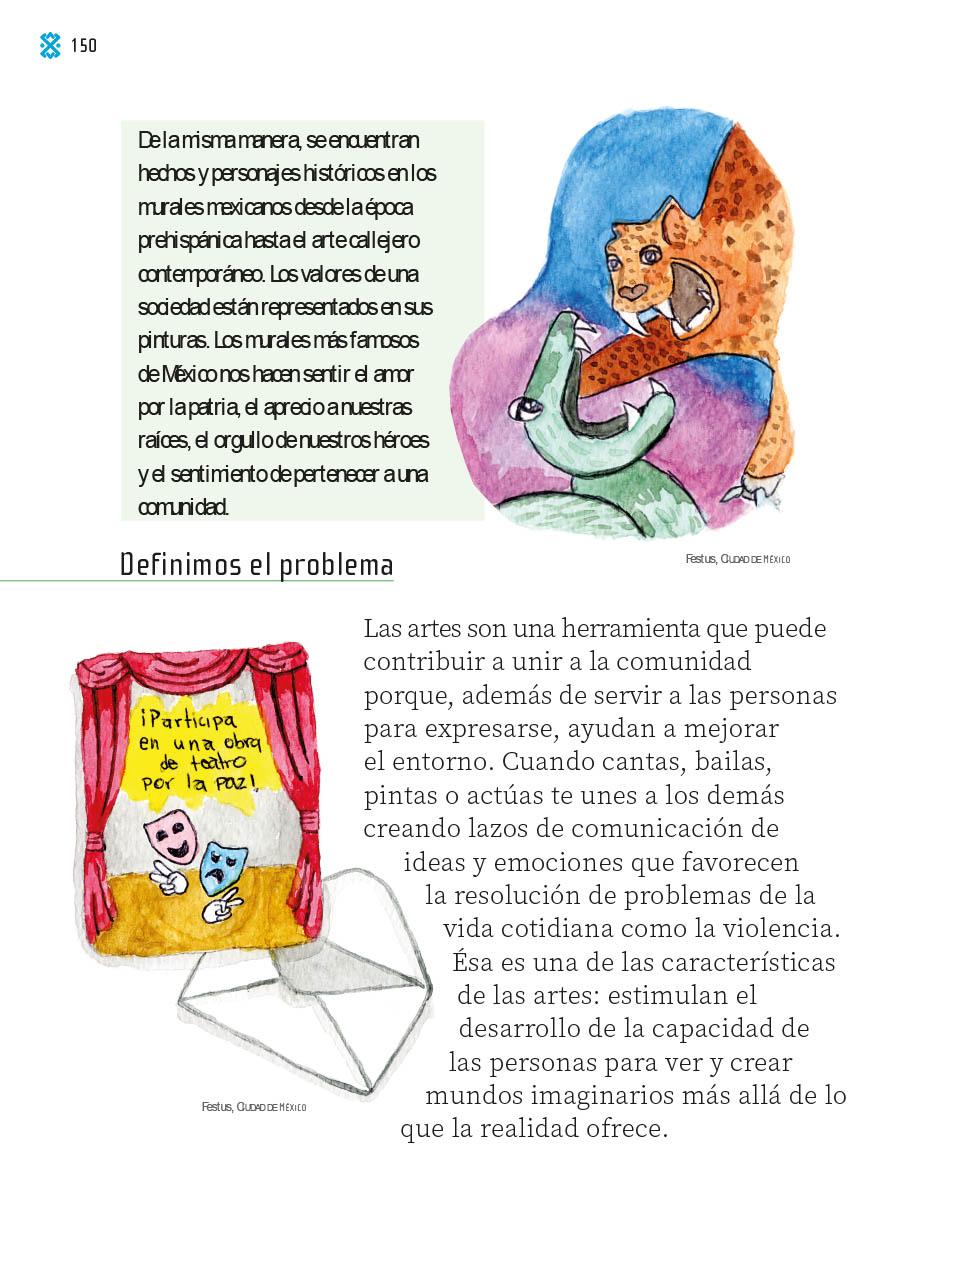 150
De la misma manera, se encuentran
hechos y personajes históricos en los
murales mexicanos desde la época
prehispánica hasta el arte callejero
contemporáneo. Los valores de una
sociedad están representados en sus
pinturas. Los murales más famosos
de México nos hacen sentir el amor
por la patria, el aprecio a nuestras
raíces, el orgullo de nuestros héroes
y el sentimiento de pertenecer a una
comunidad.
Festus, Ciudad de México
Definimos el problema
¡Participa
en una obra
de teatro
por la paz!
Festus, Ciudad de México
Las artes son una herramienta que puede
contribuir a unir a la comunidad
porque, además de servir a las personas
para expresarse, ayudan a mejorar
el entorno. Cuando cantas, bailas,
pintas o actúas te unes a los demás
creando lazos de comunicación de
ideas y emociones que favorecen
la resolución de problemas de la
vida cotidiana como la violencia.
Ésa es una de las características
de las artes: estimulan el
desarrollo de la capacidad de
las personas para ver y crear
mundos imaginarios más allá de lo
que la realidad ofrece.